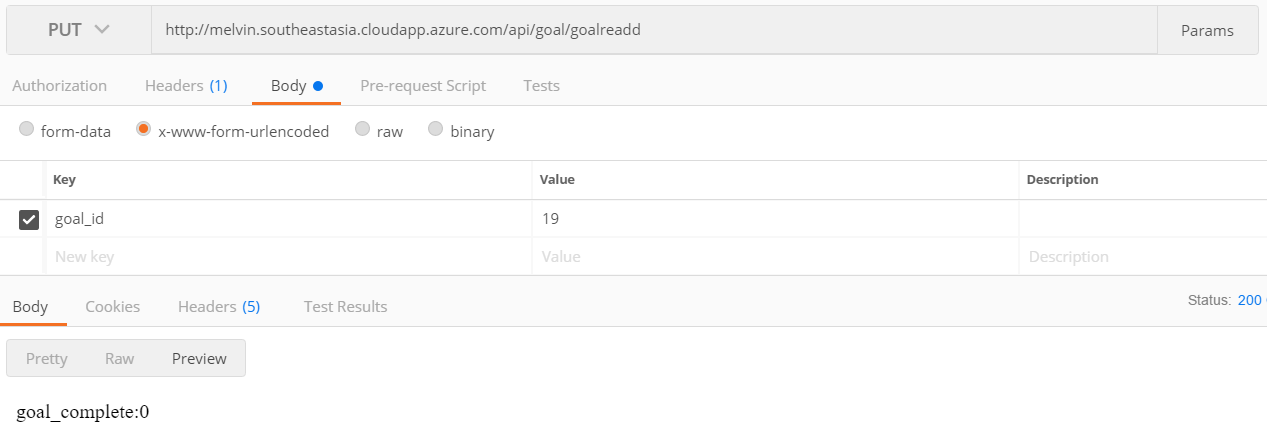 PUT http://melvin.southeastasia.cloudapp.azure.com/api/goal/goalreadd Params
Authorization Headers (1) Body Pre-request Script Tests
form-data x-www-form-urlencoded raw binary
Key Value Description
goal_id 19
New key Value Description
Body Cookies Headers (5) Test Results Status: 200
Pretty Raw Preview
goal_complete:0